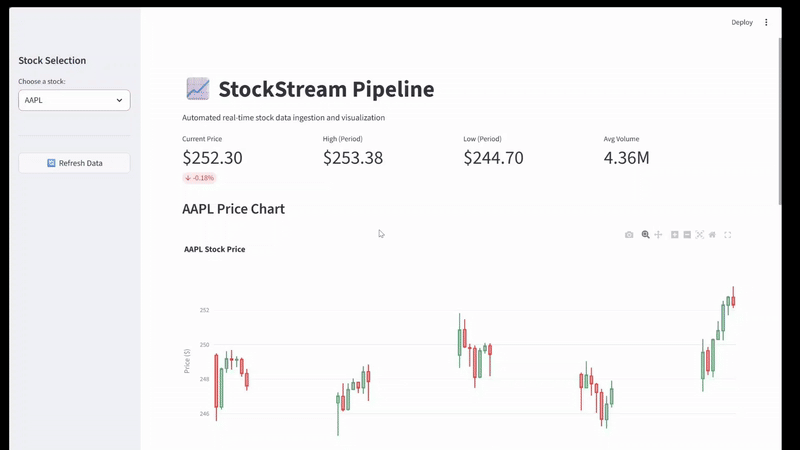 Deploy
Stock Selection
Choose a stock:
AAPL
Refresh Data
StockStream Pipeline
Automated real-time stock data ingestion and visualization
Current Price
High (Period)
Low (Period)
Avg Volume
$252.30
$253.38
$244.70
4.36M
↓ -0.18%
AAPL Price Chart
AAPL Stock Price
Price ($)
252
250
248
246